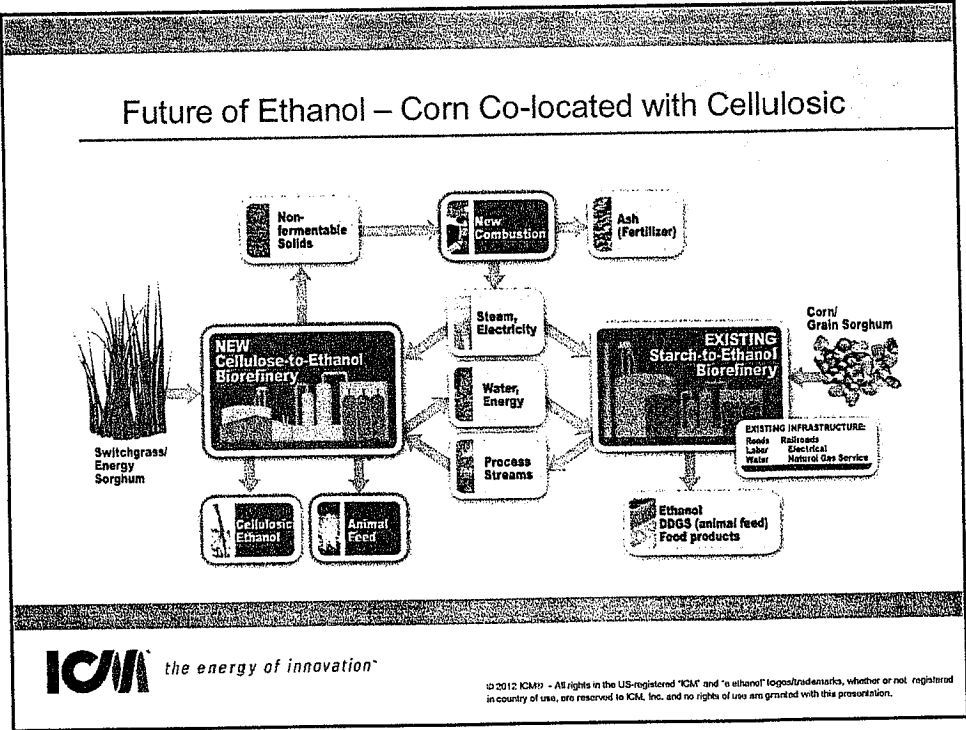 Future of Ethanol – Corn Co-located with Cellulosic
Non-
fermentable
Solids
New
Combustion
Ash
(Fertilizer)
Steam,
Electricity
Corn/
Grain Sorghum
NEW
Cellulose-to-Ethanol
Biorefinery
EXISTING
Starch-to-Ethanol
Biorefinery
Water,
Energy
EXISTING INFRASTRUCTURE:
Roads Railroads
Labor Electrical
Water Natural Gas Service
Switchgrass/
Energy
Sorghum
Process
Streams
Cellulosic
Ethanol
Animal
Feed
Ethanol
DDGS (animal feed)
Food products
ICM the energy of innovation™
© 2012 ICM® - All rights in the US-registered "ICM" and "e ethanol" logos/trademarks, whether or not registered
in country of use, are reserved to ICM, Inc. and no rights of use are granted with this presentation.